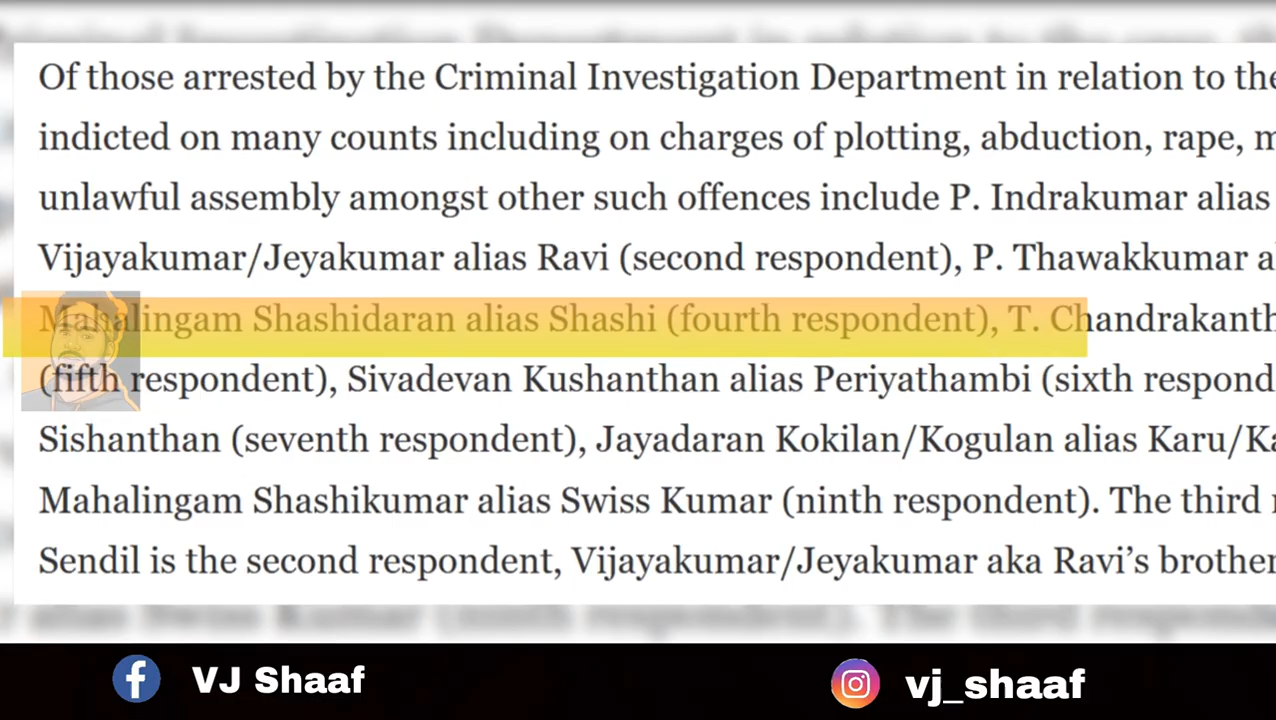 Of those arrested by the Criminal Investigation Department in relation to the
indicted on many counts including on charges of plotting, abduction, rape, m
unlawful assembly amongst other such offences include P. Indrakumar alias
Vijayakumar/Jeyakumar alias Ravi (second respondent), P. Thawakkumar a
Mahalingam Shashidaran alias Shashi (fourth respondent), T. Chandrakanth
(fifth respondent), Sivadevan Kushanthan alias Periyathambi (sixth respond
Sishanthan (seventh respondent), Jayadaran Kokilan/Kogulan alias Karu/Ka
Mahalingam Shashikumar alias Swiss Kumar (ninth respondent). The third r
Sendil is the second respondent, Vijayakumar/Jeyakumar aka Ravi’s brother
VJ Shaaf
vj_shaaf